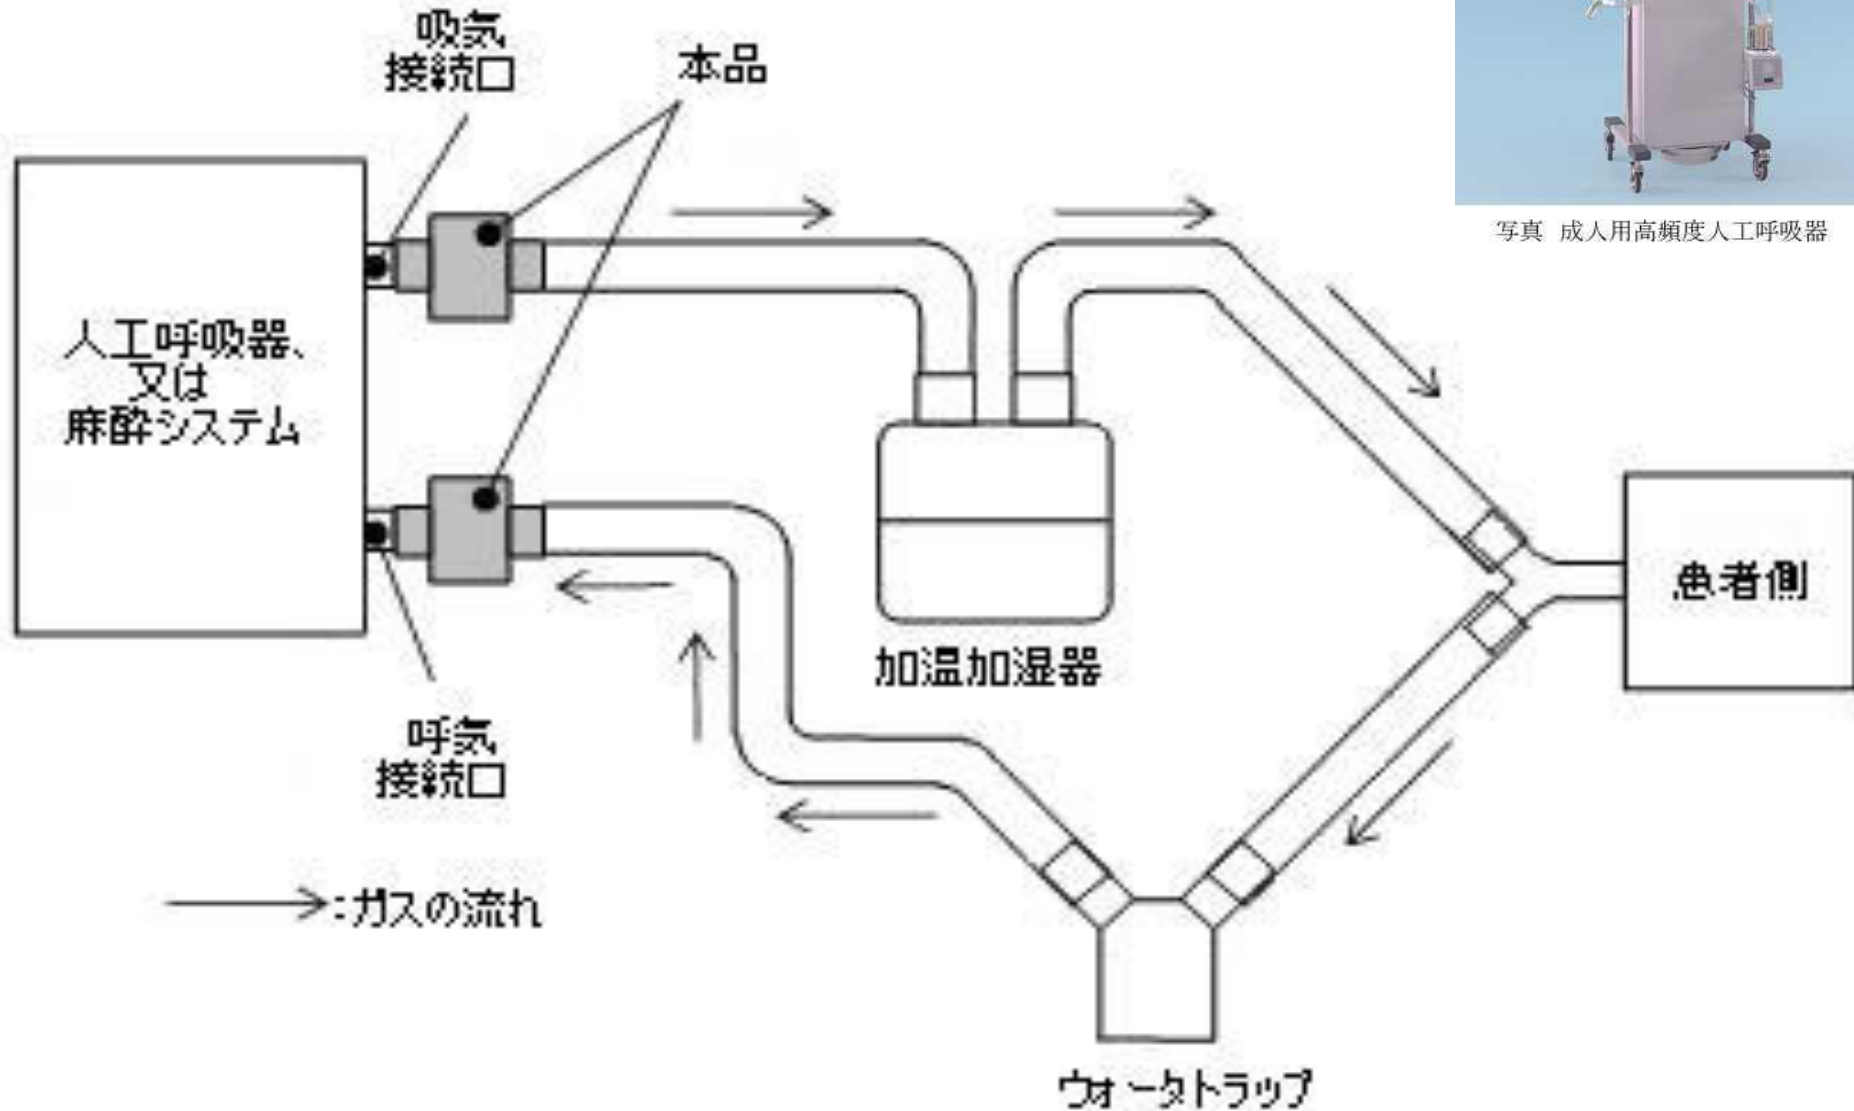 吸気
接続口
本品
写真 成人用高頻度人工呼吸器
人工呼吸器、
又は
麻酔システム
患者側
加温加湿器
呼気
接続口
→:ガスの流れ
ウォータトラップ